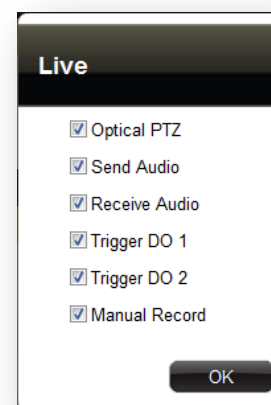 Live
Optical PTZ
Send Audio
Receive Audio
Trigger DO 1
Trigger DO 2
Manual Record
OK